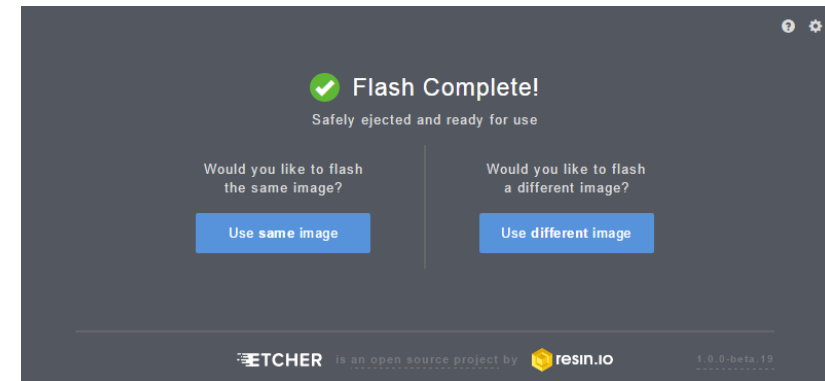 Flash Complete!
Safely ejected and ready for use
Would you like to flash
the same image?
Use same image
Would you like to flash
a different image?
Use different image
ETCHER is an open source project by resin.io 1.0.0-beta.19